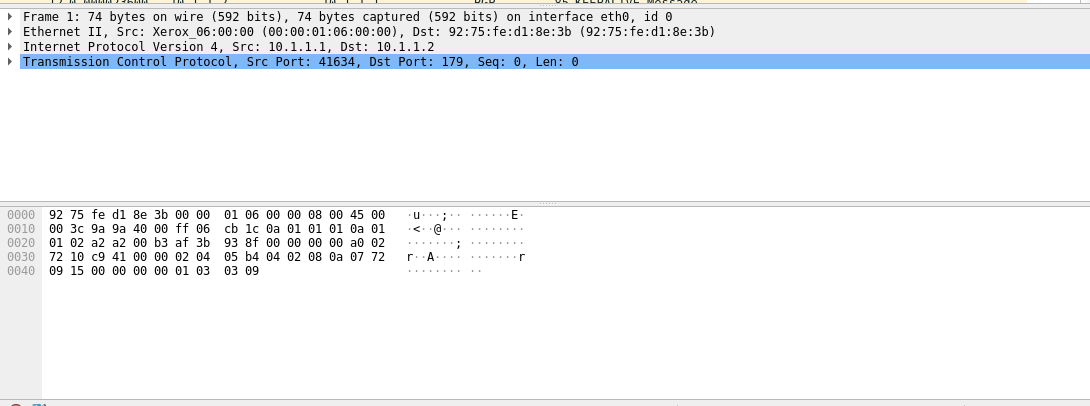 Frame 1: 74 bytes on wire (592 bits), 74 bytes captured (592 bits) on interface eth0, id 0
Ethernet II, Src: Xerox_06:00:00 (00:00:01:06:00:00), Dst: 92:75:fe:d1:8e:3b (92:75:fe:d1:8e:3b)
Internet Protocol Version 4, Src: 10.1.1.1, Dst: 10.1.1.2
Transmission Control Protocol, Src Port: 41634, Dst Port: 179, Seq: 0, Len: 0
0000 92 75 fe d1 8e 3b 00 00 01 06 00 00 08 00 45 00 ·u···;·· ······E·
0010 00 3c 9a 9a 40 00 ff 06 cb 1c 0a 01 01 01 0a 01 ·<··@··· ········
0020 01 02 a2 a2 00 b3 af 3b 93 8f 00 00 00 00 a0 02 ·······; ········
0030 72 10 c9 41 00 00 02 04 05 b4 04 02 08 0a 07 72 r··A···· ·······r
0040 09 15 00 00 00 00 01 03 03 09 ········ ··